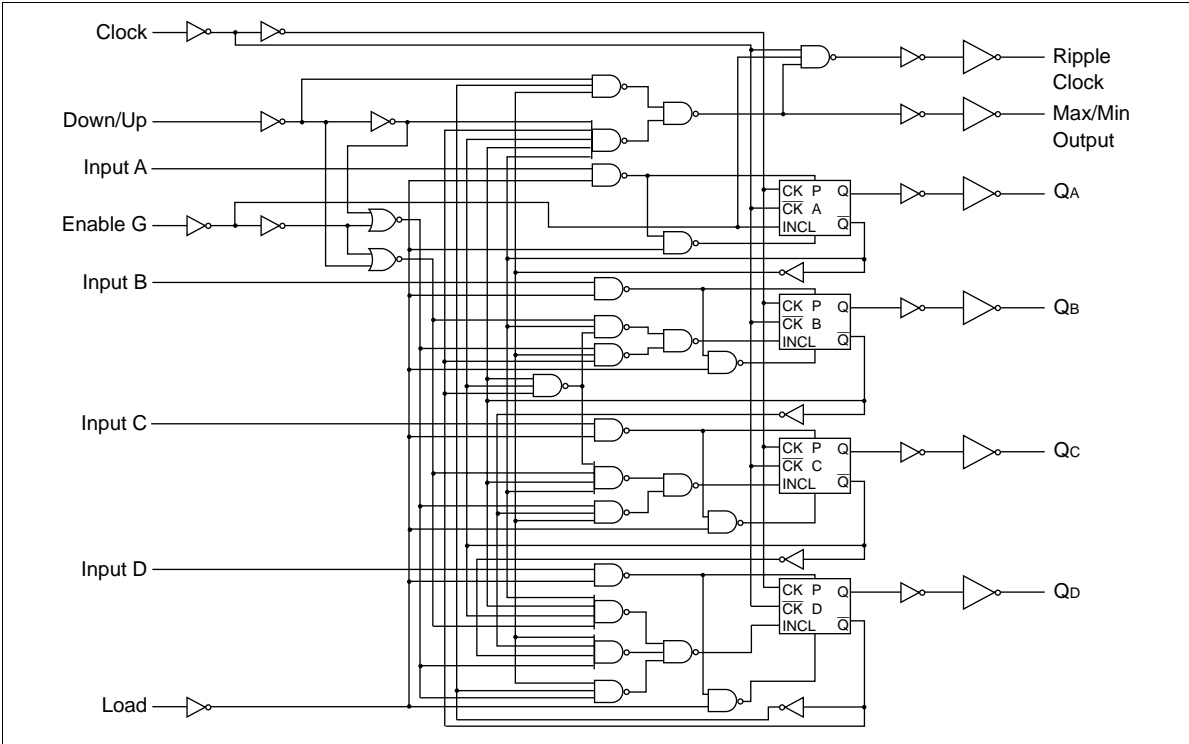 Clock
Ripple
Clock
Down/Up
Max/Min
Output
Input A
CK P Q
QA
CK A
INCL Q
Enable G
Input B
CK P Q
QB
CK B
INCL Q
Input C
CK P Q
QC
CK C
INCL Q
Input D
CK P Q
QD
CK D
INCL Q
Load